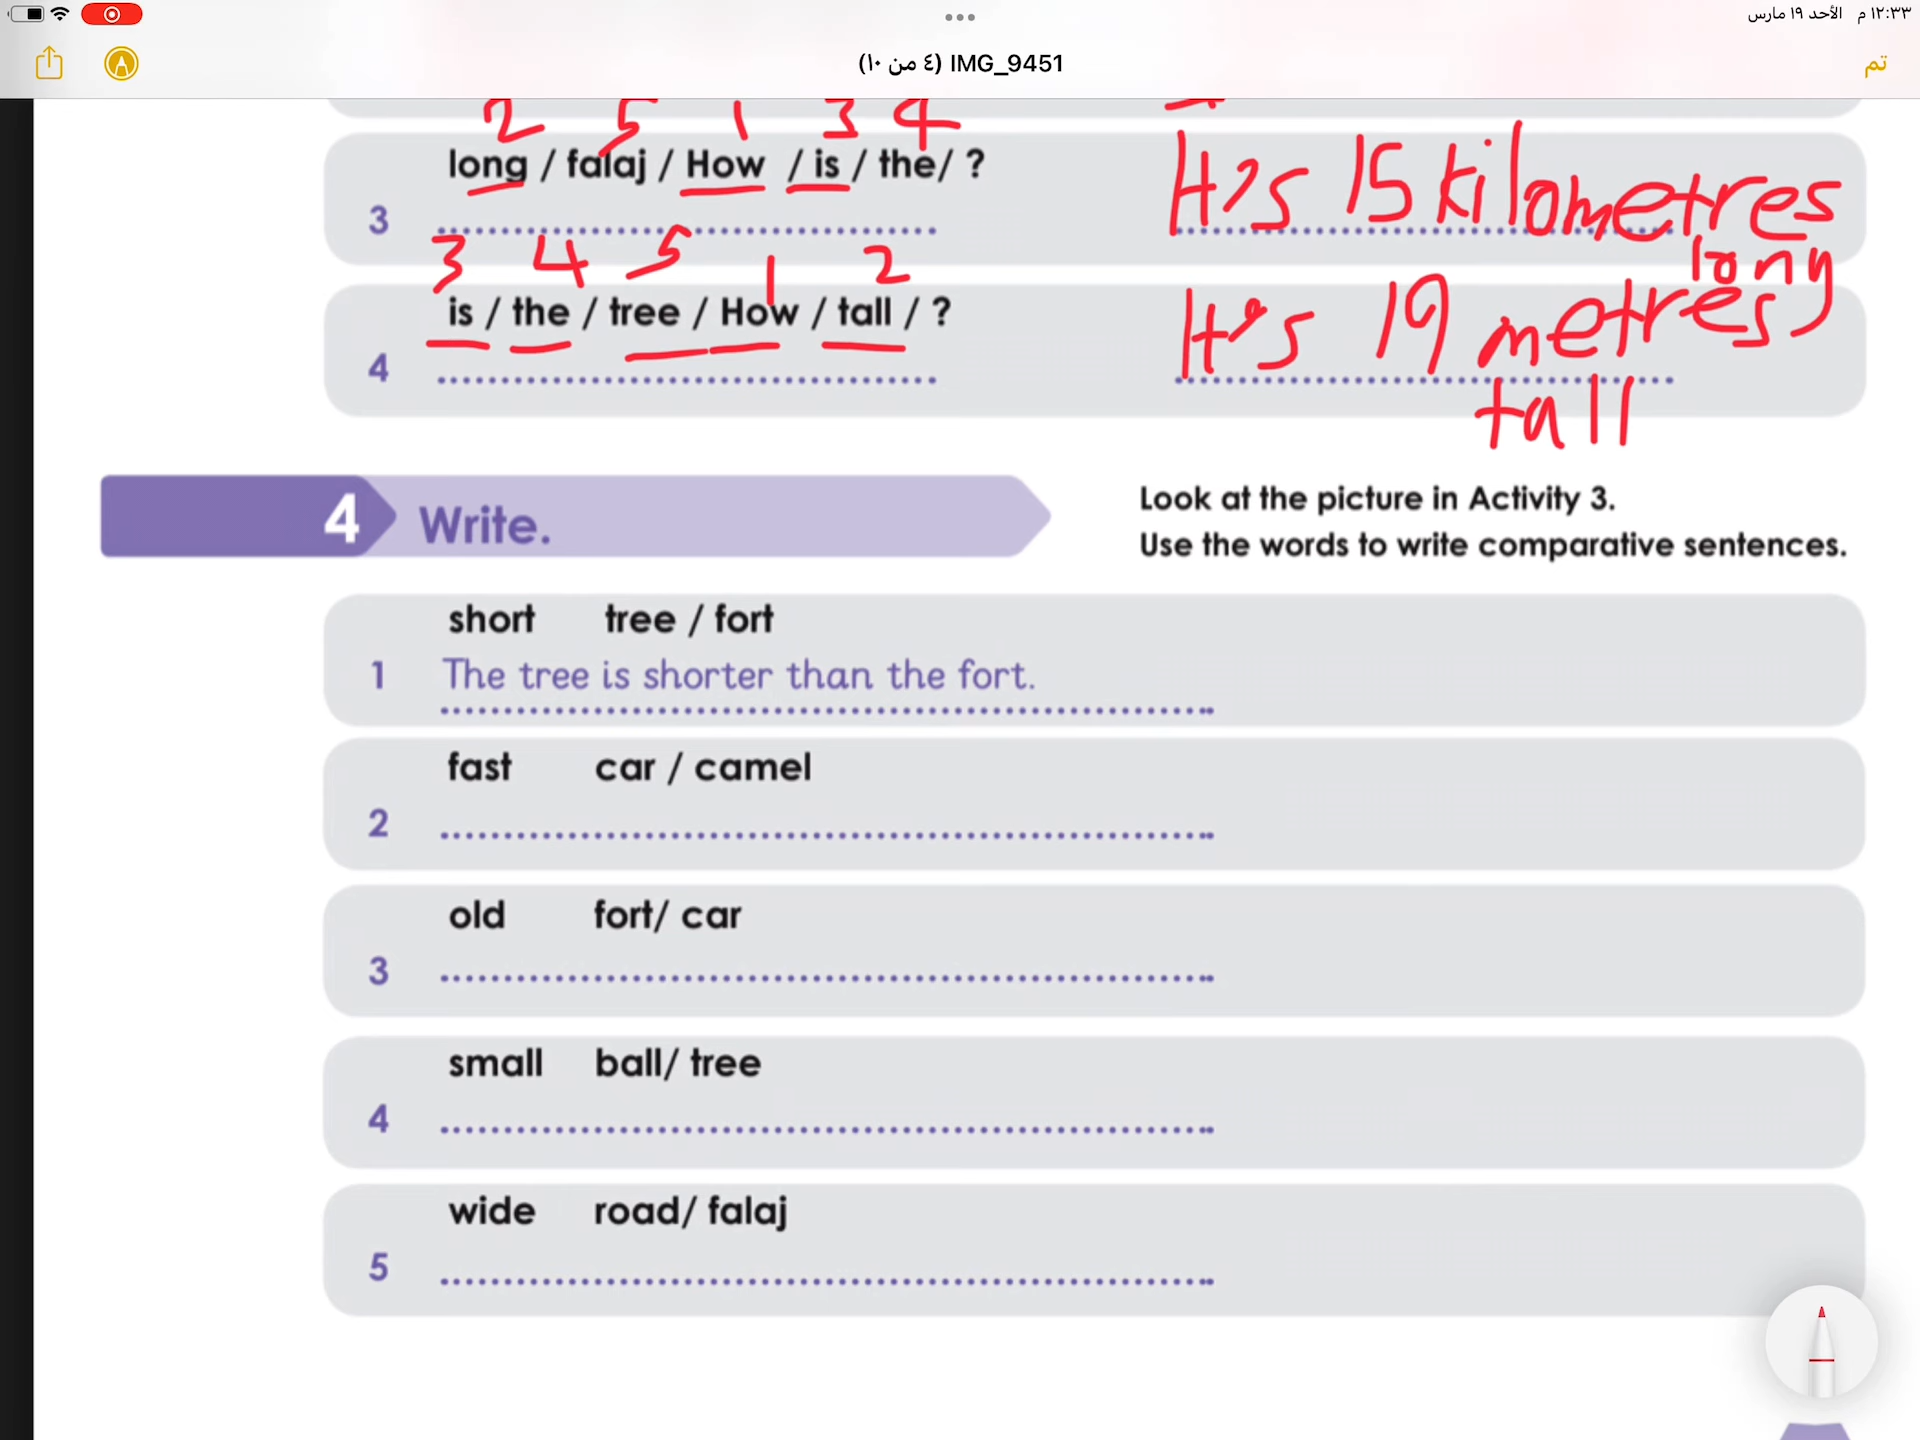 ١٢:٣٣ م الأحد ١٩ مارس
IMG_9451 (٤ من ١٠)
تم
2 5 1 3 4
long / falaj / How / is / the/ ?
It's 15 kilometres
long
3
3 4 5 1 2
is / the / tree / How / tall / ?
It's 19 metres
tall
4
4 Write.
Look at the picture in Activity 3.
Use the words to write comparative sentences.
short tree / fort
1 The tree is shorter than the fort.
fast car / camel
2
old fort/ car
3
small ball/ tree
4
wide road/ falaj
5